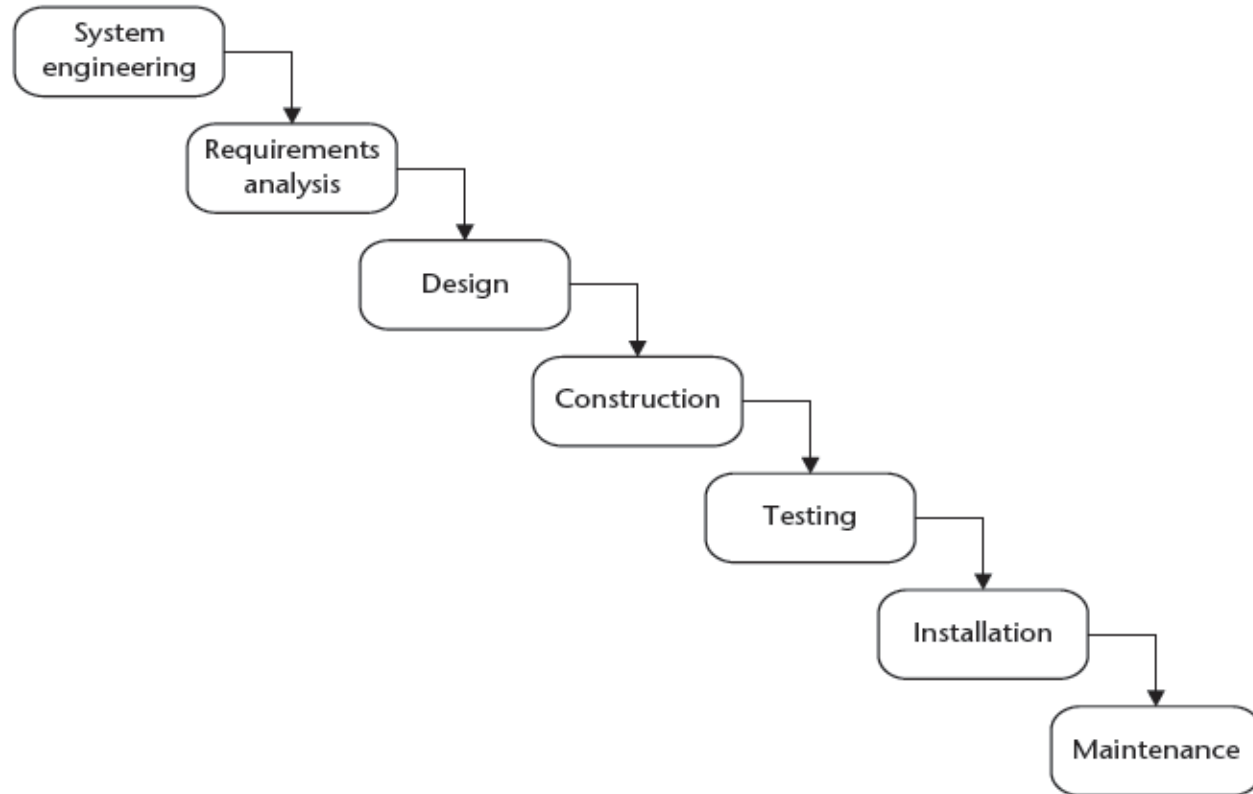 System
engineering
Requirements
analysis
Design
Construction
Testing
Installation
Maintenance